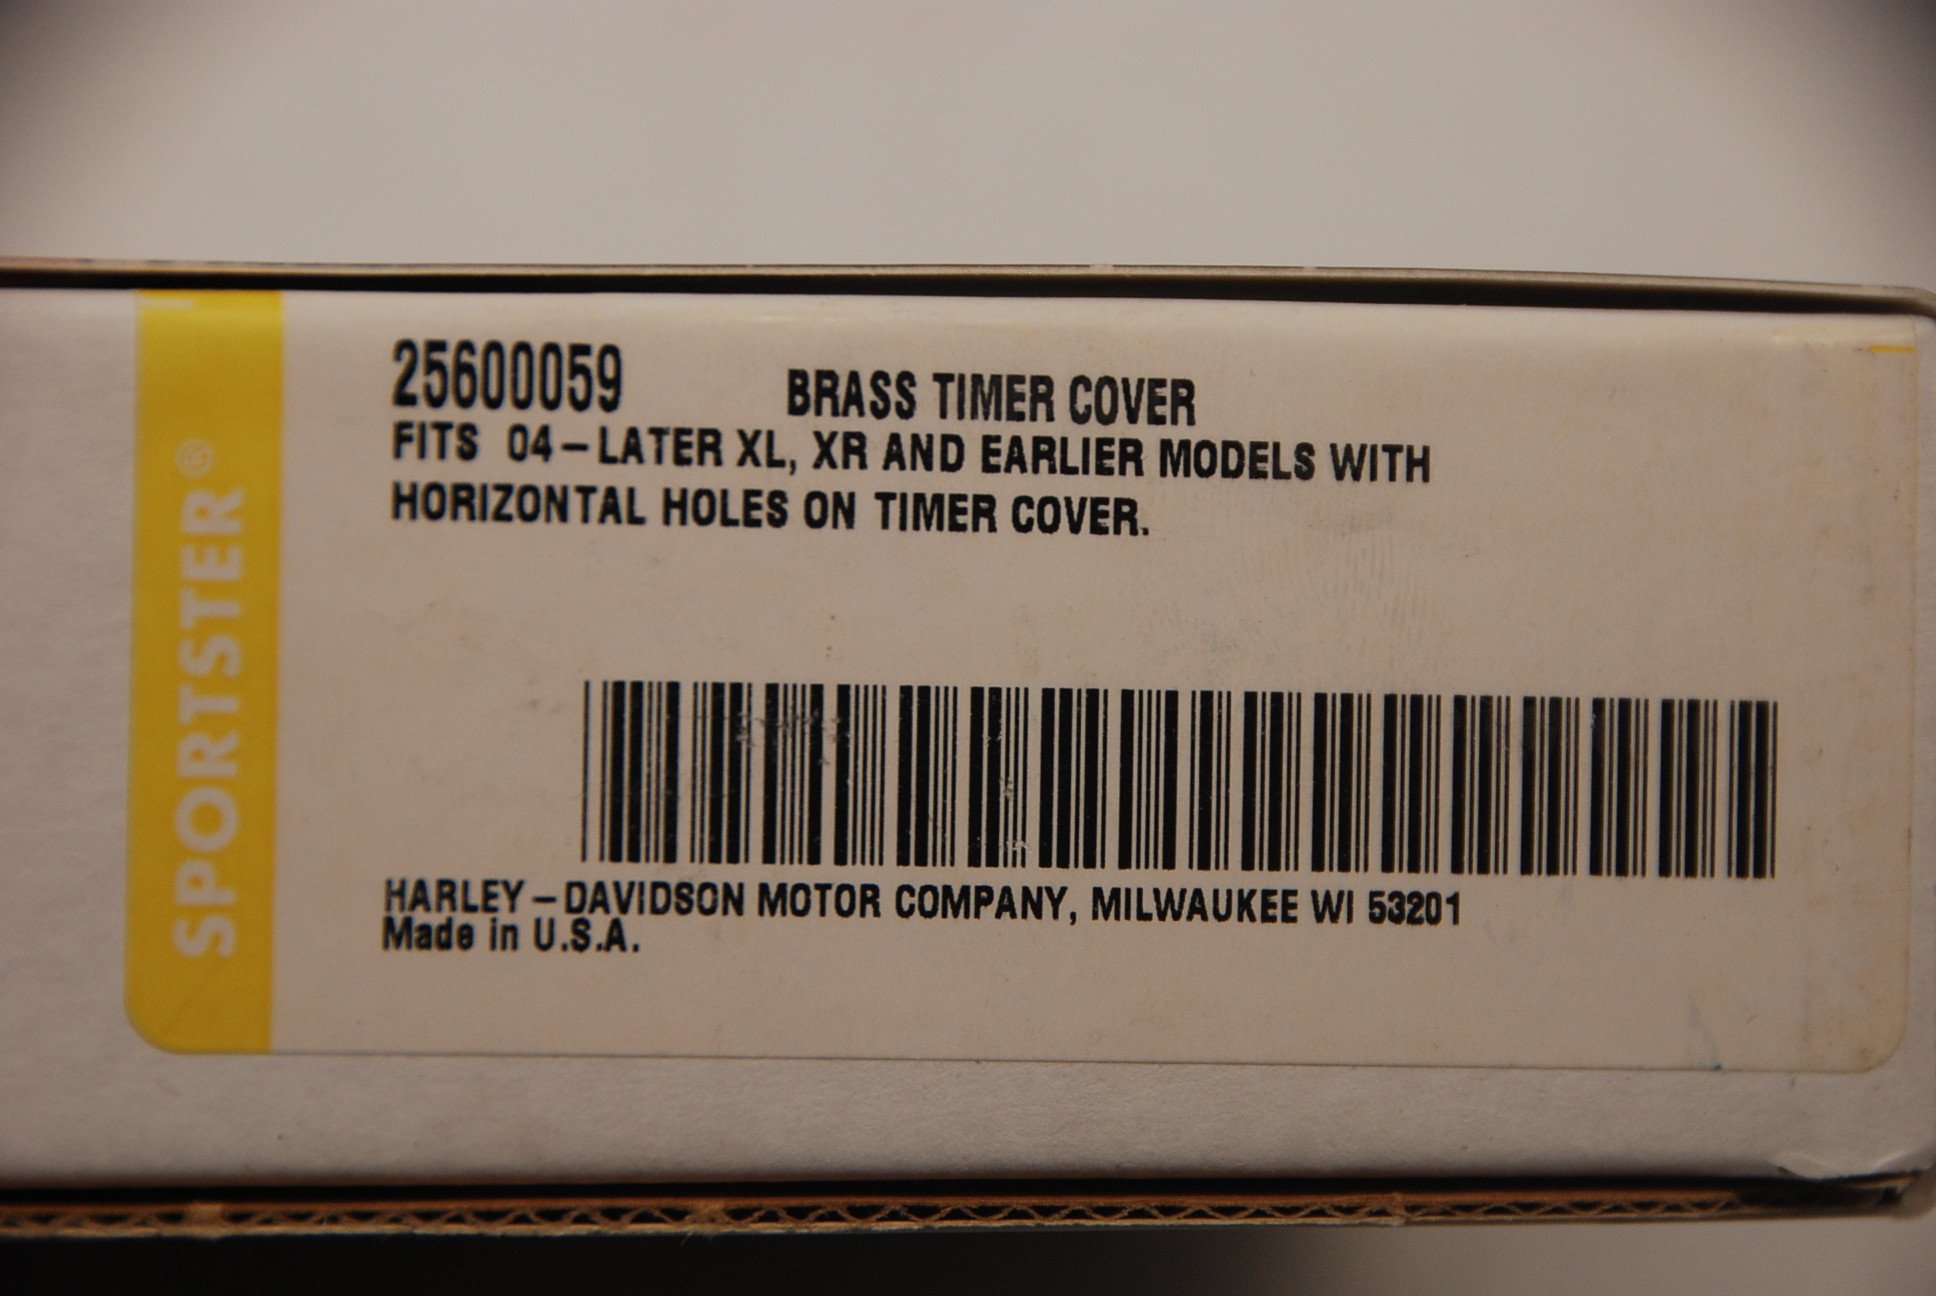 SPORTSTER®
25600059 BRASS TIMER COVER
FITS 04-LATER XL, XR AND EARLIER MODELS WITH
HORIZONTAL HOLES ON TIMER COVER.
HARLEY-DAVIDSON MOTOR COMPANY, MILWAUKEE WI 53201
Made in U.S.A.